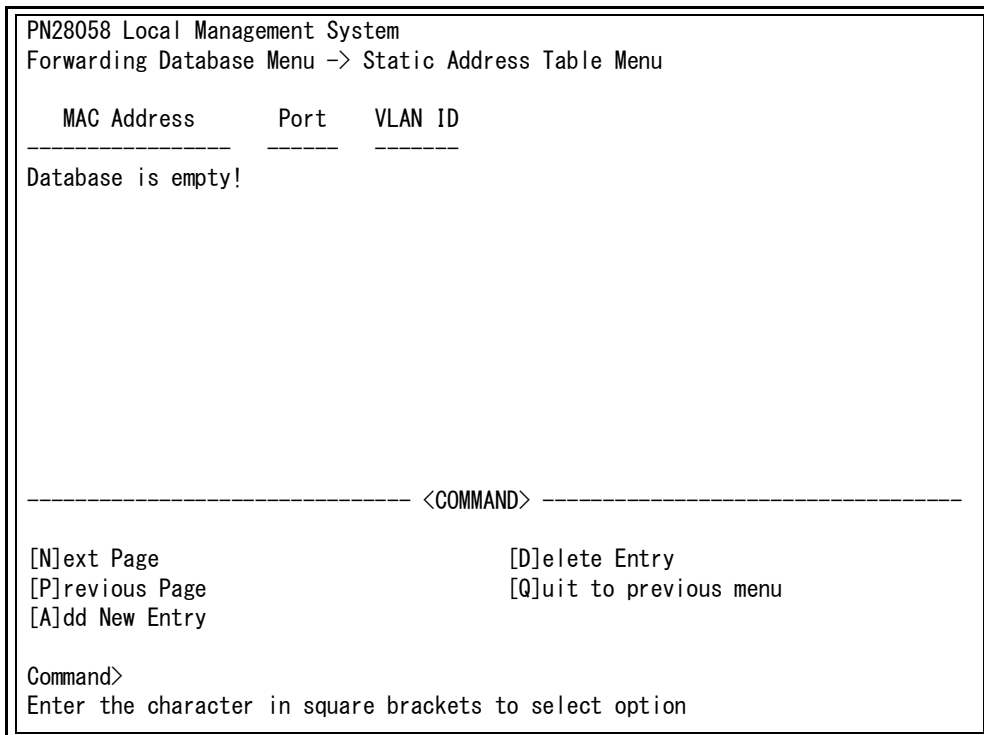 PN28058 Local Management System
Forwarding Database Menu -> Static Address Table Menu
MAC Address Port VLAN ID
----------------- ------ -------
Database is empty!
-------------------------------- <COMMAND> -----------------------------------
[N]ext Page [D]elete Entry
[P]revious Page [Q]uit to previous menu
[A]dd New Entry
Command>
Enter the character in square brackets to select option